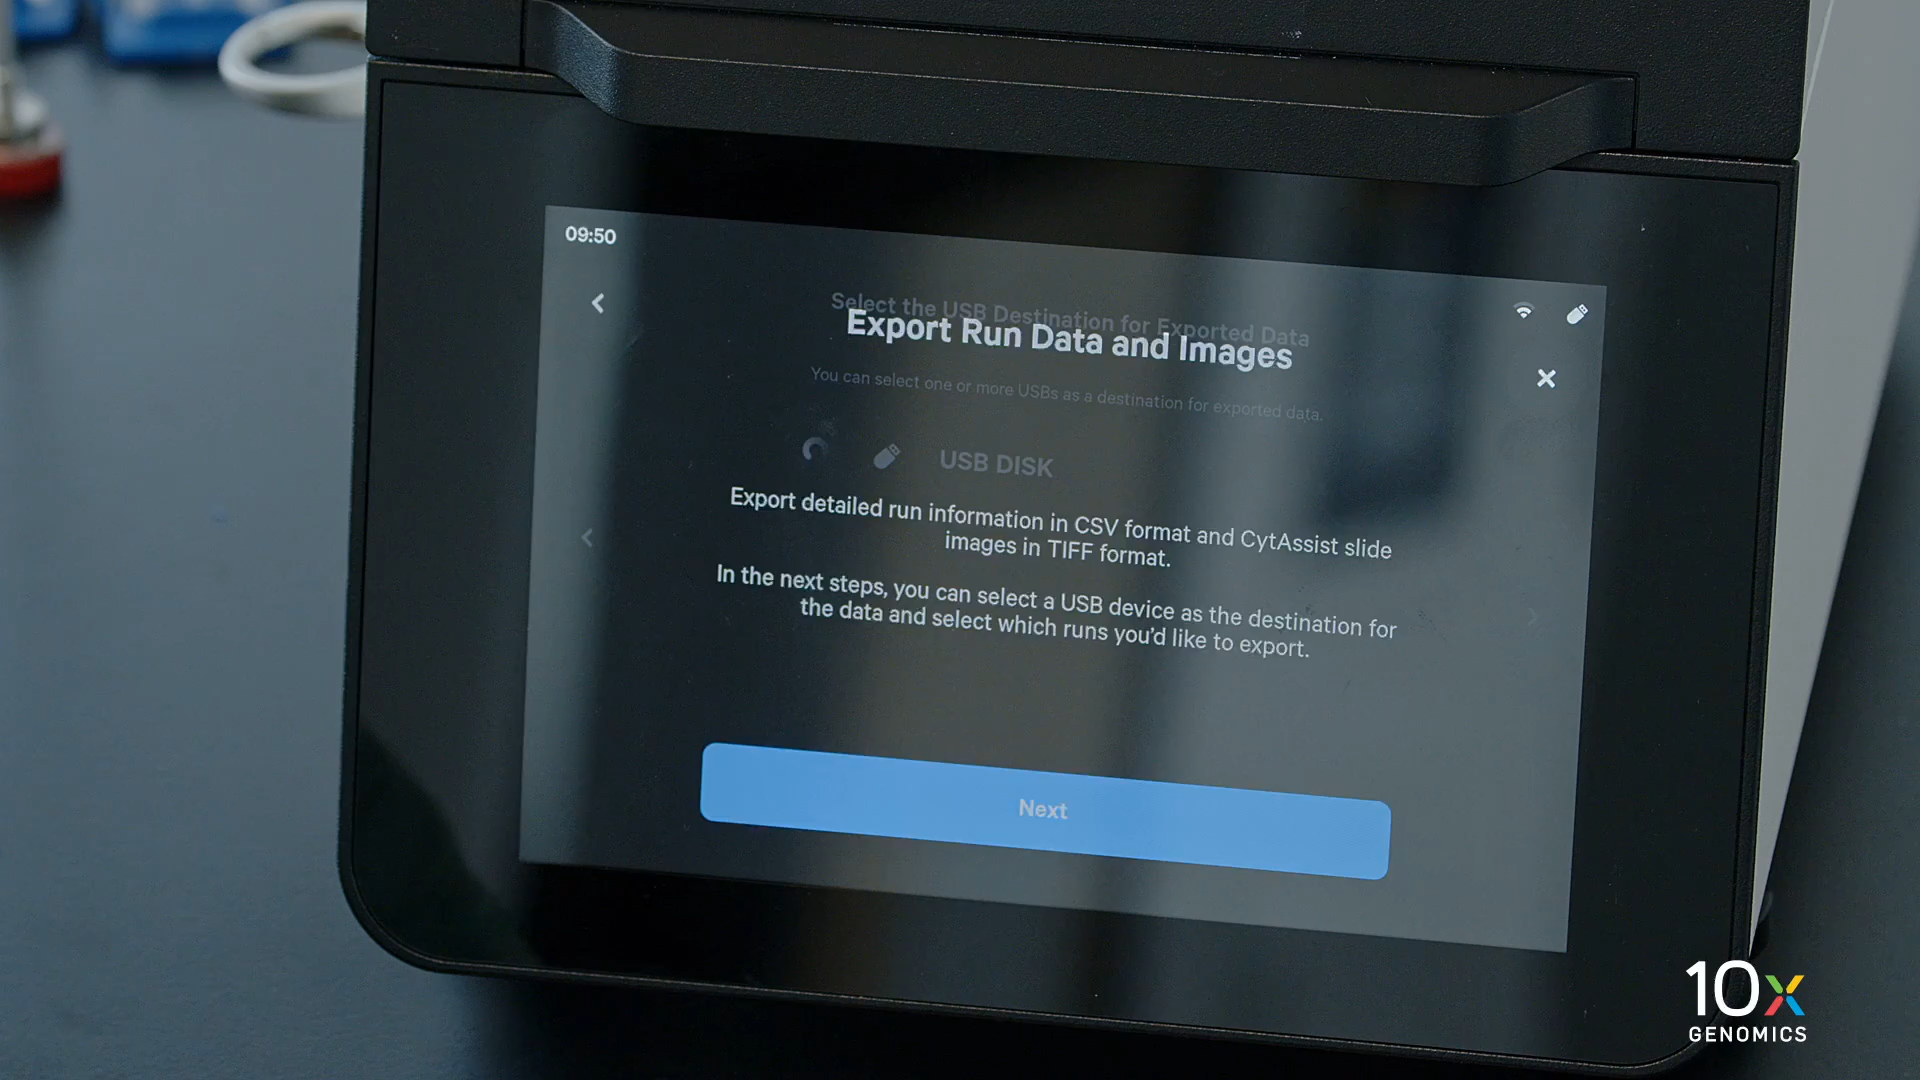 09:50
Select the USB Destination for Exported Data
Export Run Data and Images
You can select one or more USBs as a destination for exported data.
USB DISK
Export detailed run information in CSV format and CytAssist slide
images in TIFF format.
In the next steps, you can select a USB device as the destination for
the data and select which runs you'd like to export.
Next
10x
GENOMICS